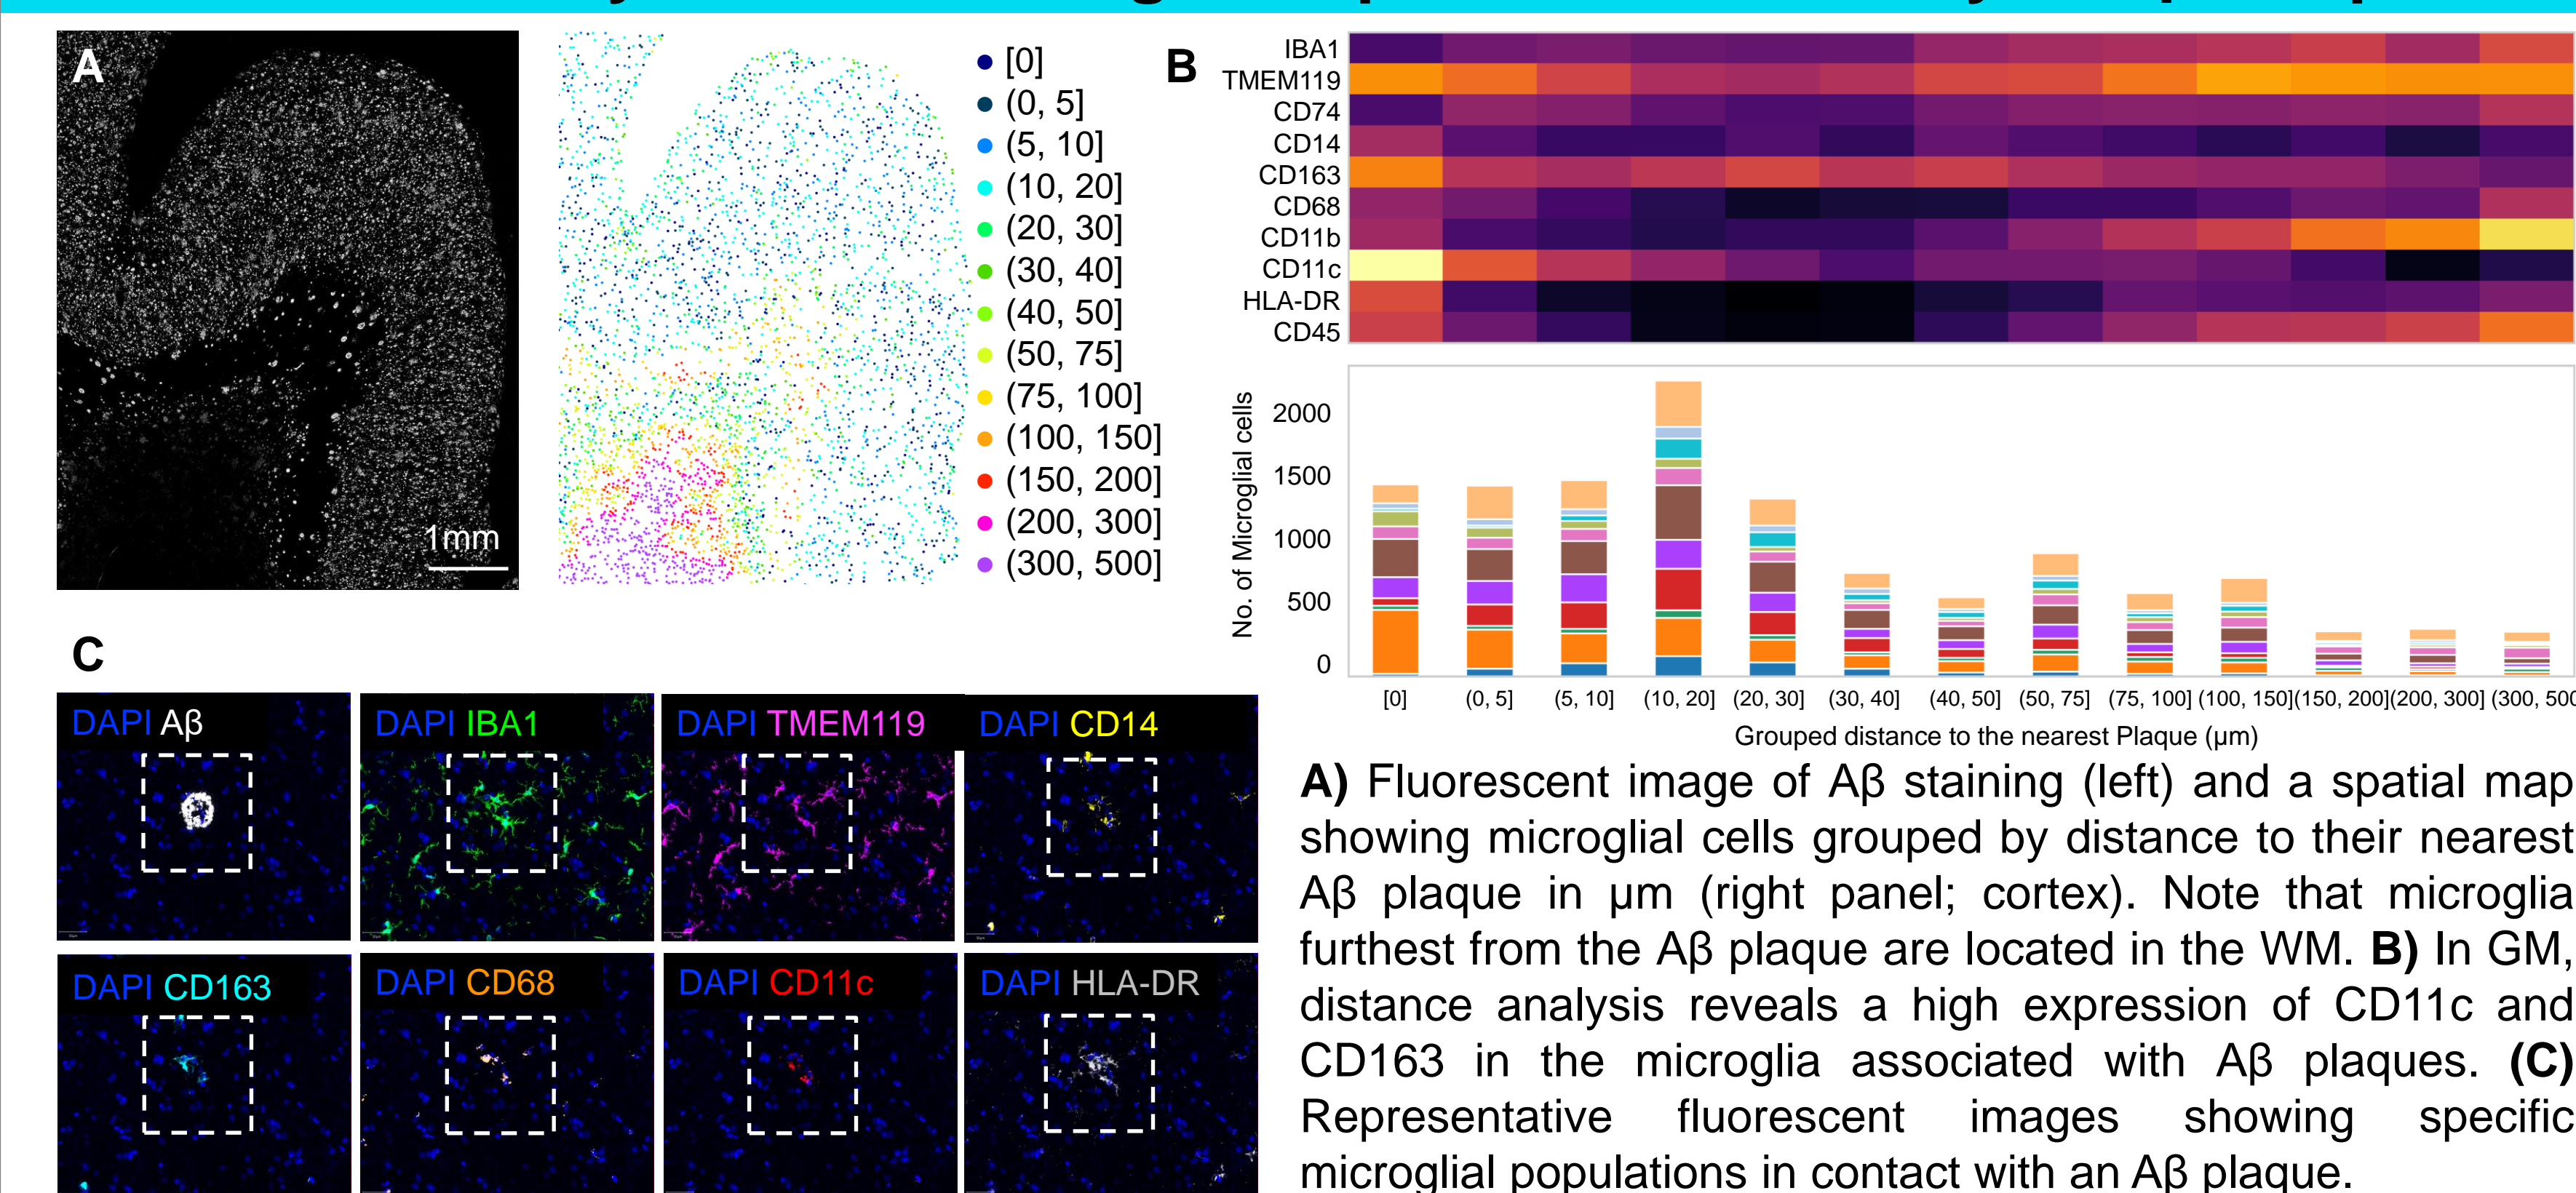 A
[0]
(0, 5]
(5, 10]
(10, 20]
(20, 30]
(30, 40]
(40, 50]
(50, 75]
(75, 100]
(100, 150]
(150, 200]
(200, 300]
(300, 500]
1mm
B
IBA1
TMEM119
CD74
CD14
CD163
CD68
CD11b
CD11c
HLA-DR
CD45
No. of Microglial cells
2000
1500
1000
500
0
[0] (0, 5] (5, 10] (10, 20] (20, 30] (30, 40] (40, 50] (50, 75] (75, 100] (100, 150] (150, 200] (200, 300] (300, 500
Grouped distance to the nearest Plaque (µm)
C
DAPI Aβ
DAPI IBA1
DAPI TMEM119
DAPI CD14
DAPI CD163
DAPI CD68
DAPI CD11c
DAPI HLA-DR
A) Fluorescent image of Aβ staining (left) and a spatial map
showing microglial cells grouped by distance to their nearest
Aβ plaque in µm (right panel; cortex). Note that microglia
furthest from the Aβ plaque are located in the WM. B) In GM,
distance analysis reveals a high expression of CD11c and
CD163 in the microglia associated with Aβ plaques. (C)
Representative fluorescent images showing specific
microglial populations in contact with an Aβ plaque.